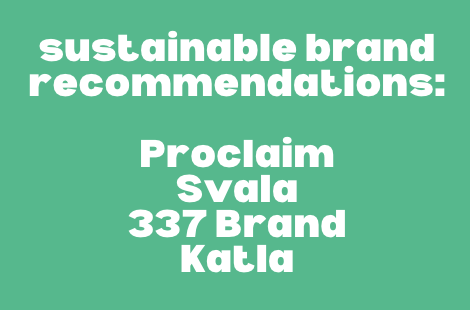 sustainable brand
recommendations:
Proclaim
Svala
337 Brand
Katla